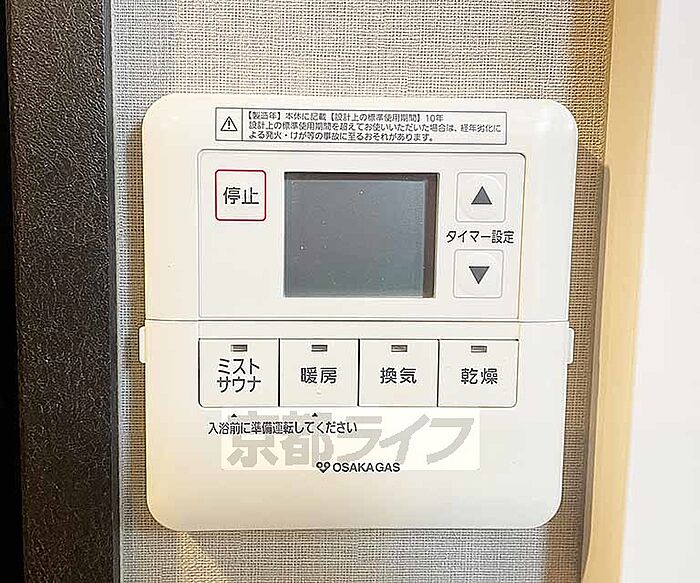 【製造年】本体に記載【設計上の標準使用期間】10年
設計上の標準使用期間を超えてお使いいただいた場合は、経年劣化に
よる発火・けが等の事故に至るおそれがあります。
停止
タイマー設定
ミスト
サウナ
暖房
換気
乾燥
入浴前に準備運転してください
京都ライフ
OSAKA GAS